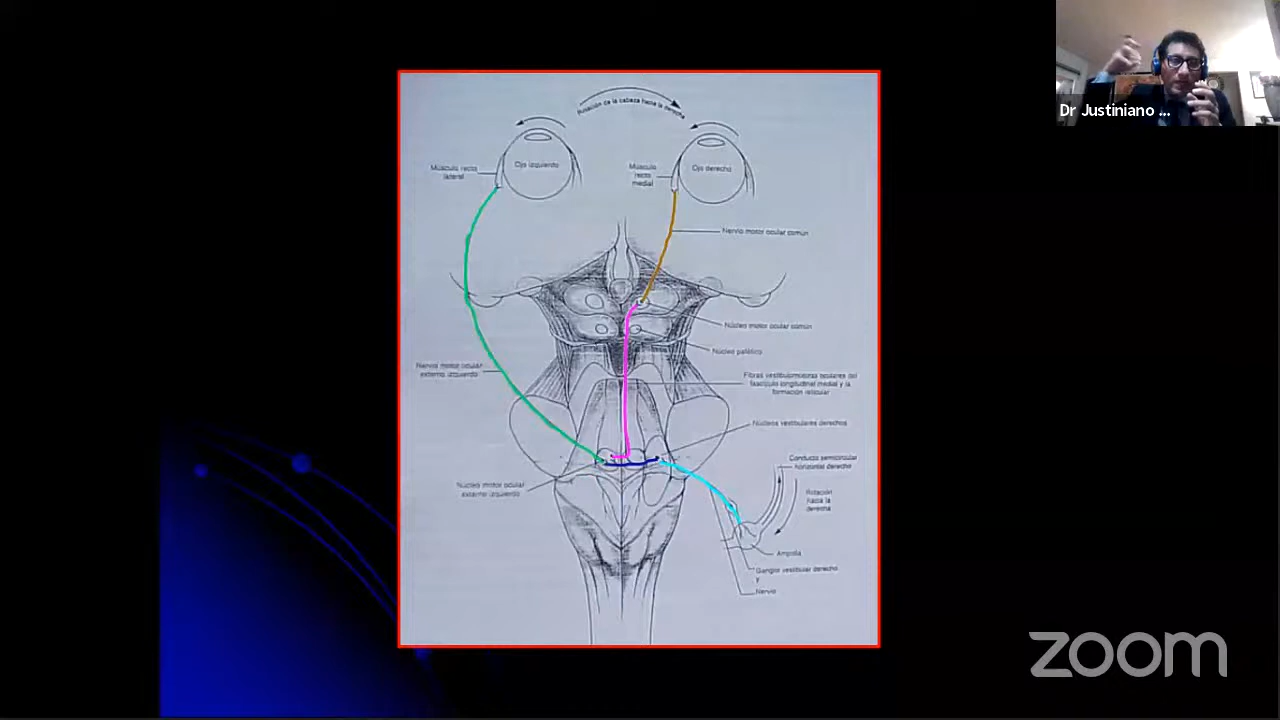 Dr Justiniano ...
Rotación de la cabeza hacia la derecha
Músculo recto
lateral
Ojo izquierdo
Músculo
recto
medial
Ojo derecho
Nervio motor ocular común
Núcleo motor ocular común
Núcleo patético
Nervio motor ocular
externo izquierdo
Fibras vestibulomotoras oculares del
fascículo longitudinal medial y la
formación reticular
Núcleos vestibulares derechos
Conducto semicircular
horizontal derecho
Núcleo motor ocular
externo izquierdo
Rotación
hacia la
derecha
Ampolla
Ganglio vestibular derecho
y
Nervio
zoom